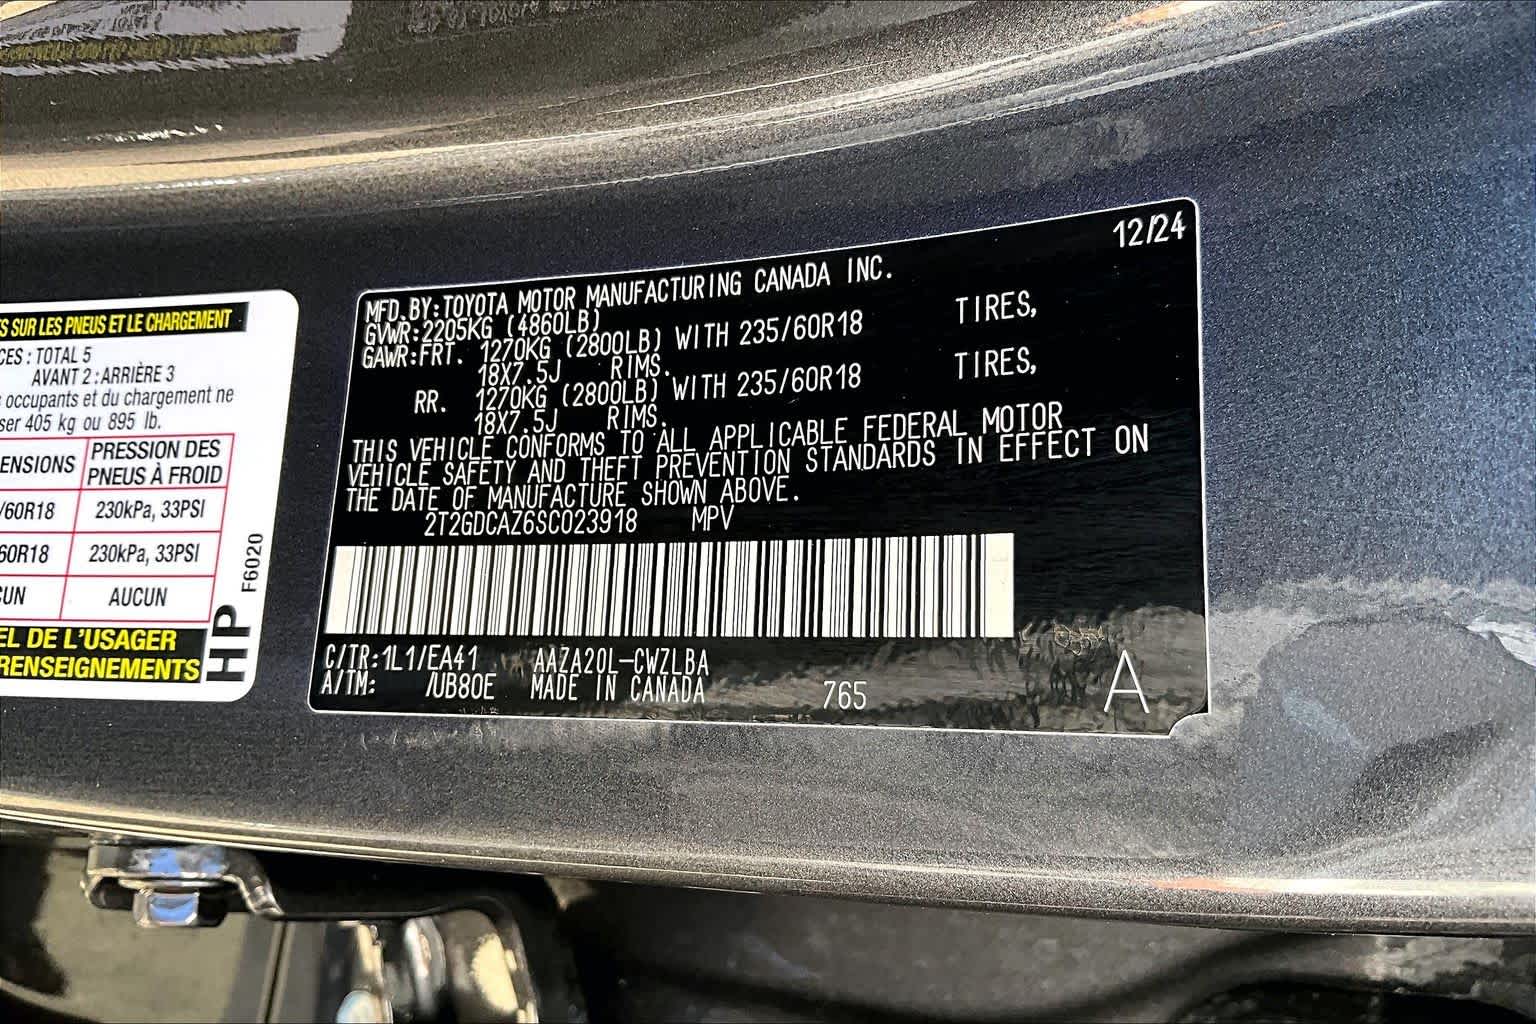 S SUR LES PNEUS ET LE CHARGEMENT
CES : TOTAL 5
AVANT 2 : ARRIÈRE 3
occupants et du chargement ne
ser 405 kg ou 895 lb.
ENSIONS PRESSION DES PNEUS À FROID
/60R18 230kPa, 33PSI
60R18 230kPa, 33PSI
CUN AUCUN
EL DE L'USAGER
RENSEIGNEMENTS
HP F6020
12/24
MFD.BY:TOYOTA MOTOR MANUFACTURING CANADA INC.
GVWR:2205KG (4860LB)
GAWR:FRT. 1270KG (2800LB) WITH 235/60R18 TIRES,
18X7.5J RIMS.
RR. 1270KG (2800LB) WITH 235/60R18 TIRES,
18X7.5J RIMS.
THIS VEHICLE CONFORMS TO ALL APPLICABLE FEDERAL MOTOR
VEHICLE SAFETY AND THEFT PREVENTION STANDARDS IN EFFECT ON
THE DATE OF MANUFACTURE SHOWN ABOVE.
2T2GDCAZ6SC023918 MPV
C/TR:1L1/EA41 AAZA20L-CWZLBA
A/TM: /UB80E MADE IN CANADA 765 A